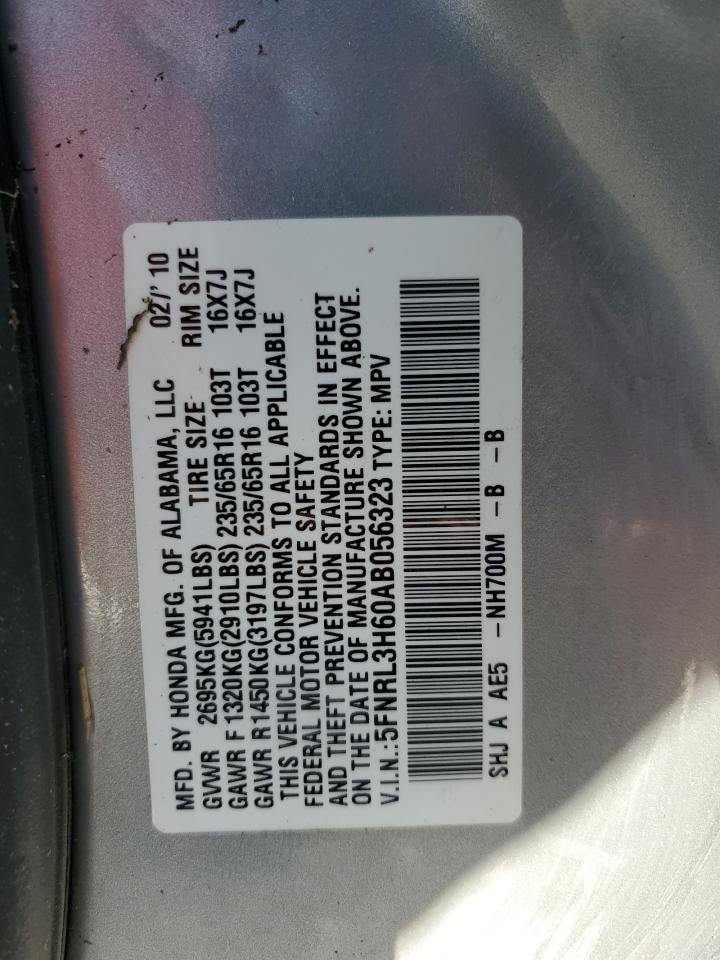 MFD. BY HONDA MFG. OF ALABAMA, LLC 02/'10
GVWR 2695KG(5941LBS) TIRE SIZE RIM SIZE
GAWR F 1320KG(2910LBS) 235/65R16 103T 16X7J
GAWR R 1450KG(3197LBS) 235/65R16 103T 16X7J
THIS VEHICLE CONFORMS TO ALL APPLICABLE
FEDERAL MOTOR VEHICLE SAFETY
AND THEFT PREVENTION STANDARDS IN EFFECT
ON THE DATE OF MANUFACTURE SHOWN ABOVE.
V.I.N.:5FNRL3H60AB056323 TYPE: MPV
SHJ A AE5 -NH700M -B -B